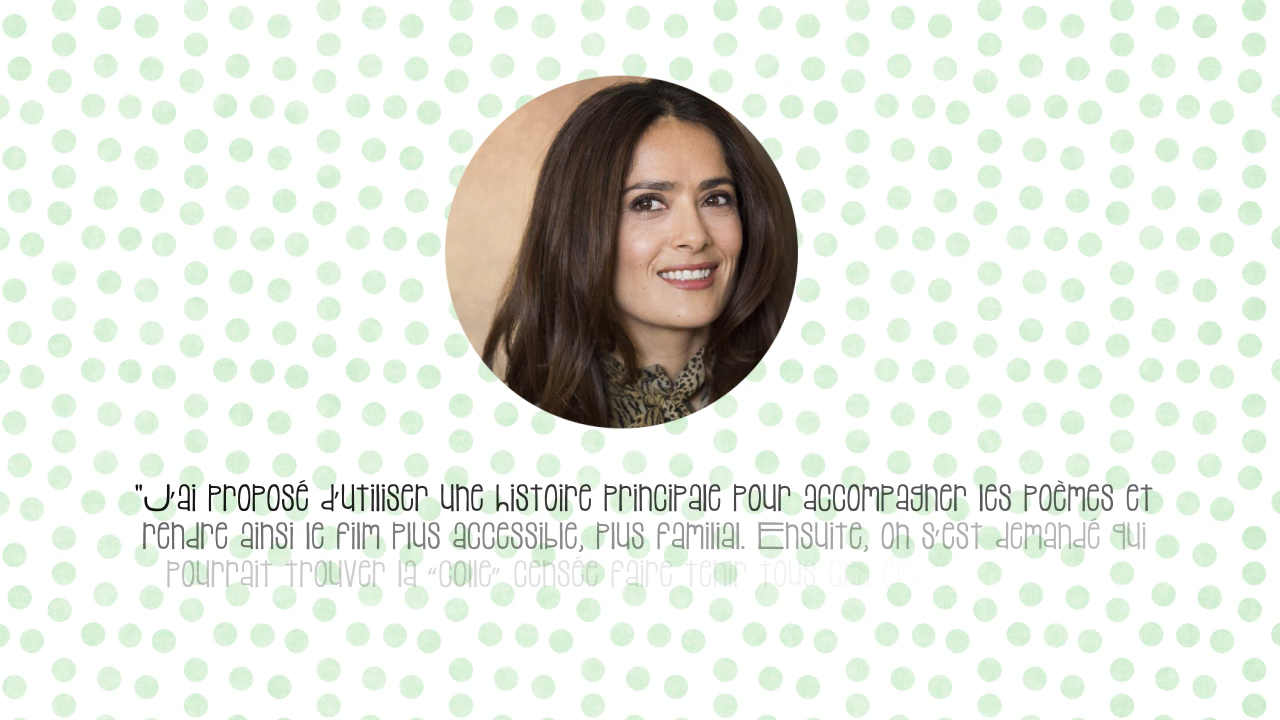 "J'ai proposé d'utiliser une histoire principale pour accompagner les poèmes et
rendre ainsi le film plus accessible, plus familial. Ensuite, on s'est demandé qui
pourrait trouver la “colle” censée faire tenir tous